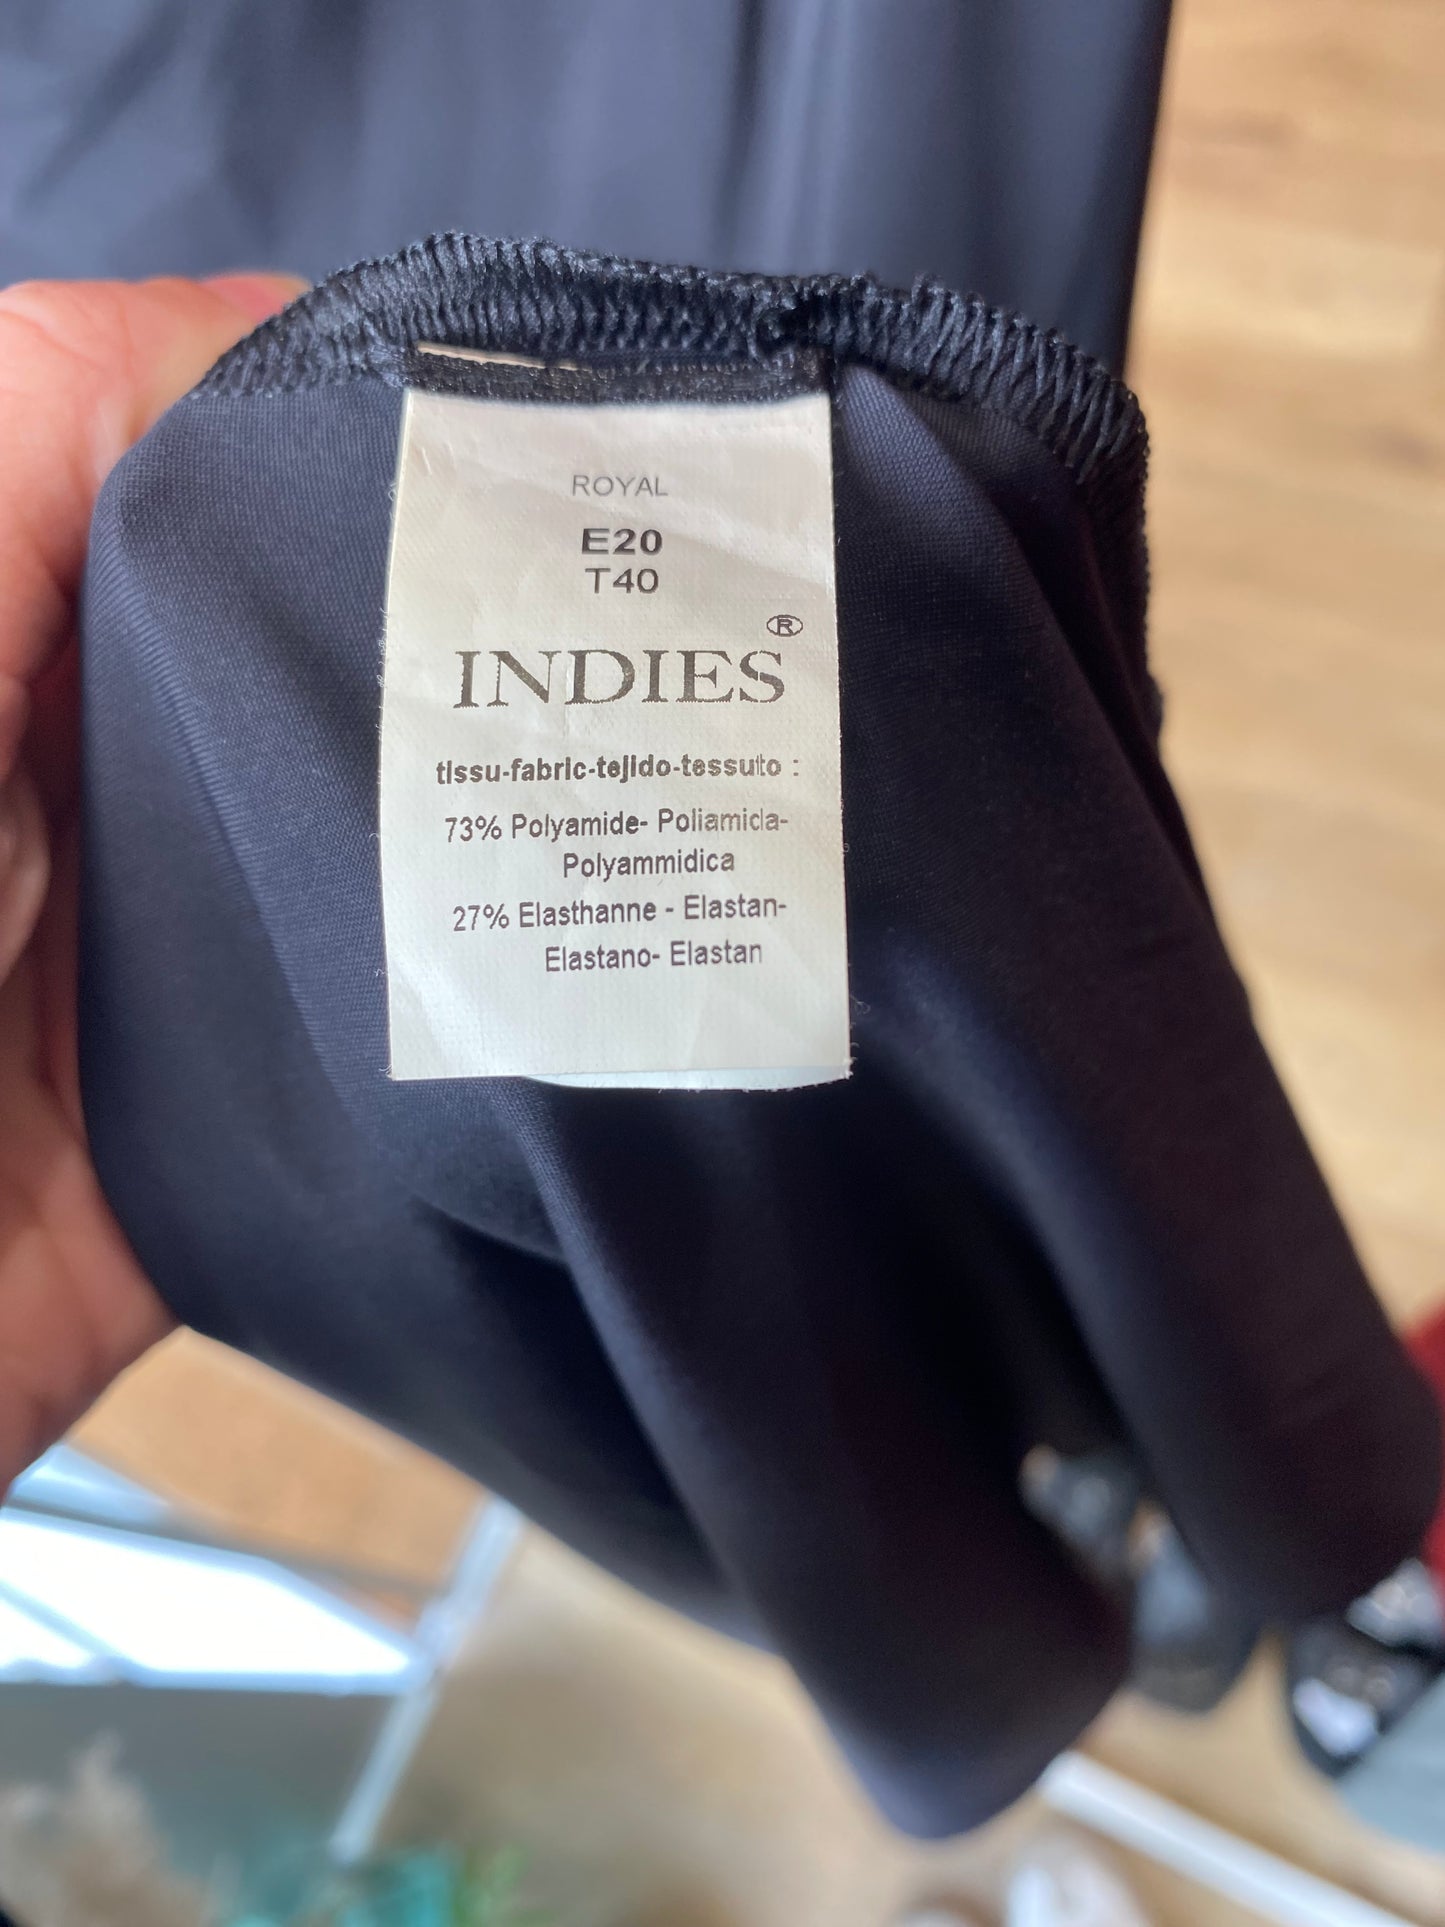 ROYAL
E20
T40
®
INDIES
tissu-fabric-tejido-tessuto :
73% Polyamide- Poliamida-
Polyammidica
27% Elasthanne - Elastan-
Elastano- Elastan